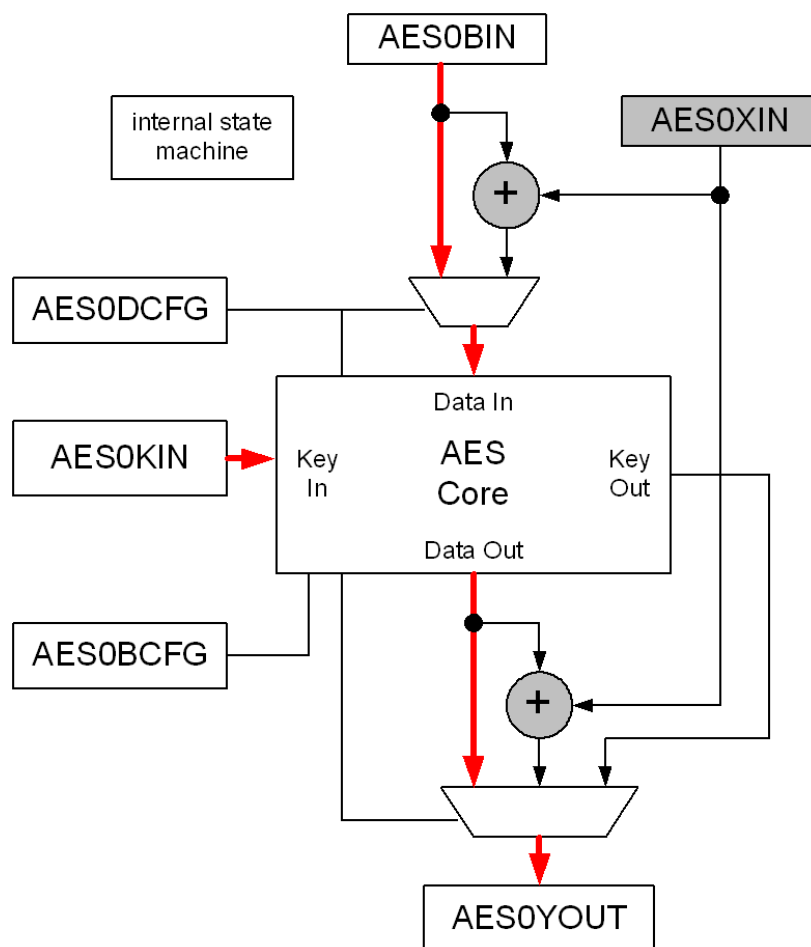 AES0BIN
internal state
machine
AES0XIN
+
AES0DCFG
Data In
AES0KIN
Key
In
AES
Core
Key
Out
Data Out
AES0BCFG
+
AES0YOUT